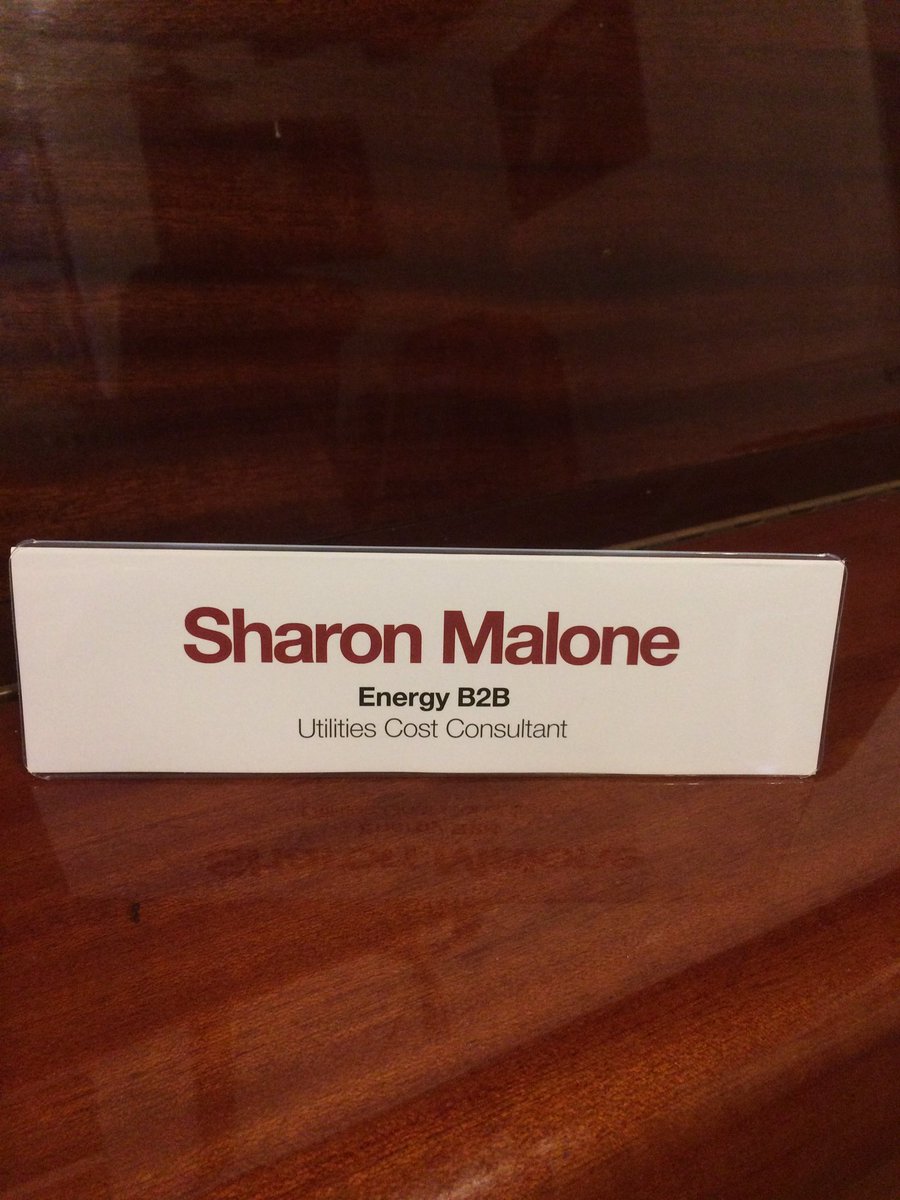 Sharon Malone
Energy B2B
Utilities Cost Consultant